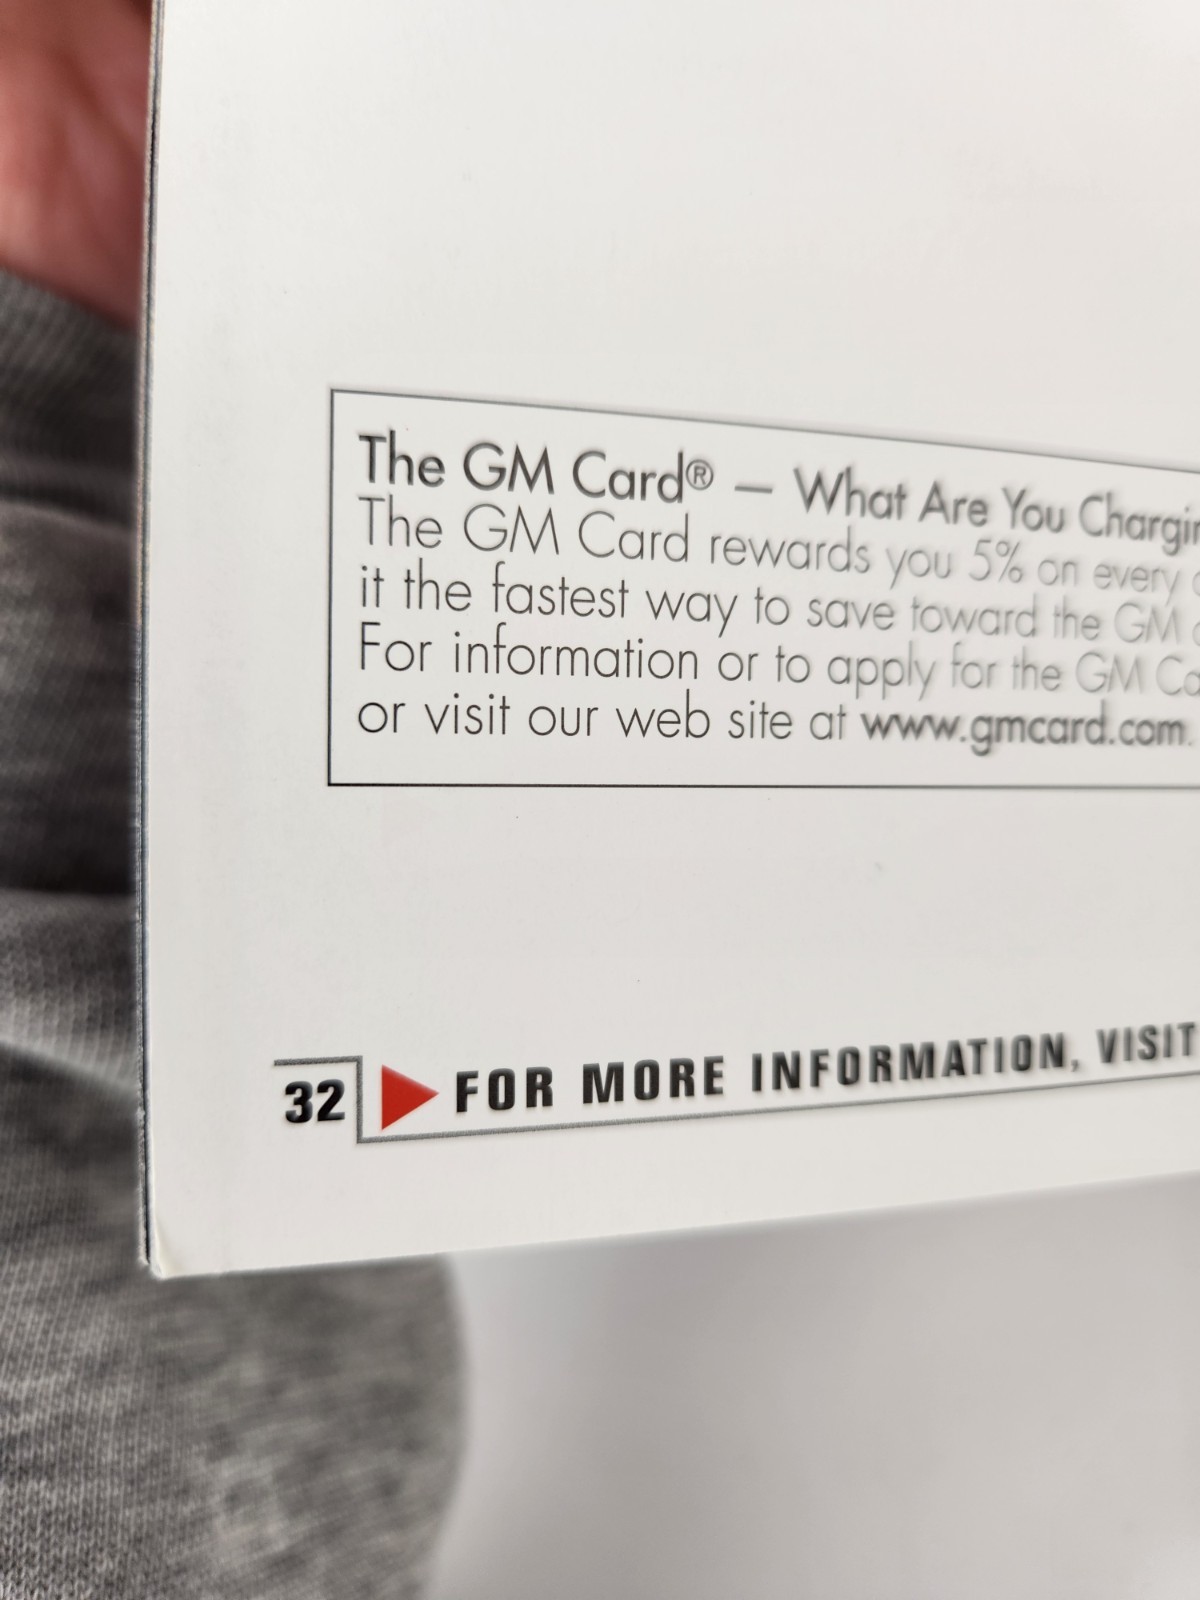 The GM Card® — What Are You
The GM Card rewards you 5% on every
it the fastest way to save toward the GM
For information or to apply for the GM
or visit our web site at www.gmcard.com.
32 FOR MORE INFORMATION, VISIT